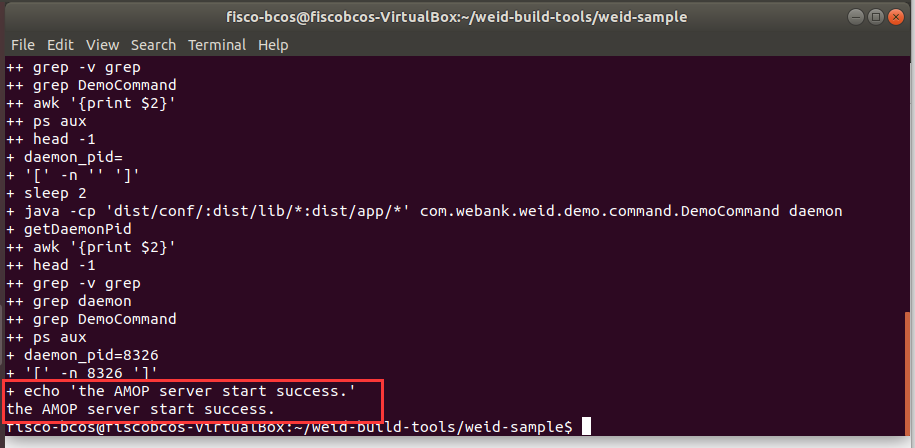 fisco-bcos@fiscobcos-VirtualBox:~/weid-build-tools/weid-sample
File Edit View Search Terminal Help
++ grep -v grep
++ grep DemoCommand
++ awk '{print $2}'
++ ps aux
++ head -1
+ daemon_pid=
+ '[' -n '' ']'
+ sleep 2
+ java -cp 'dist/conf/:dist/lib/*:dist/app/*' com.webank.weid.demo.command.DemoCommand daemon
+ getDaemonPid
++ awk '{print $2}'
++ head -1
++ grep -v grep
++ grep daemon
++ grep DemoCommand
++ ps aux
+ daemon_pid=8326
+ '[' -n 8326 ']'
+ echo 'the AMOP server start success.'
the AMOP server start success.
fisco-bcos@fiscobcos-VirtualBox:~/weid-build-tools/weid-sample$